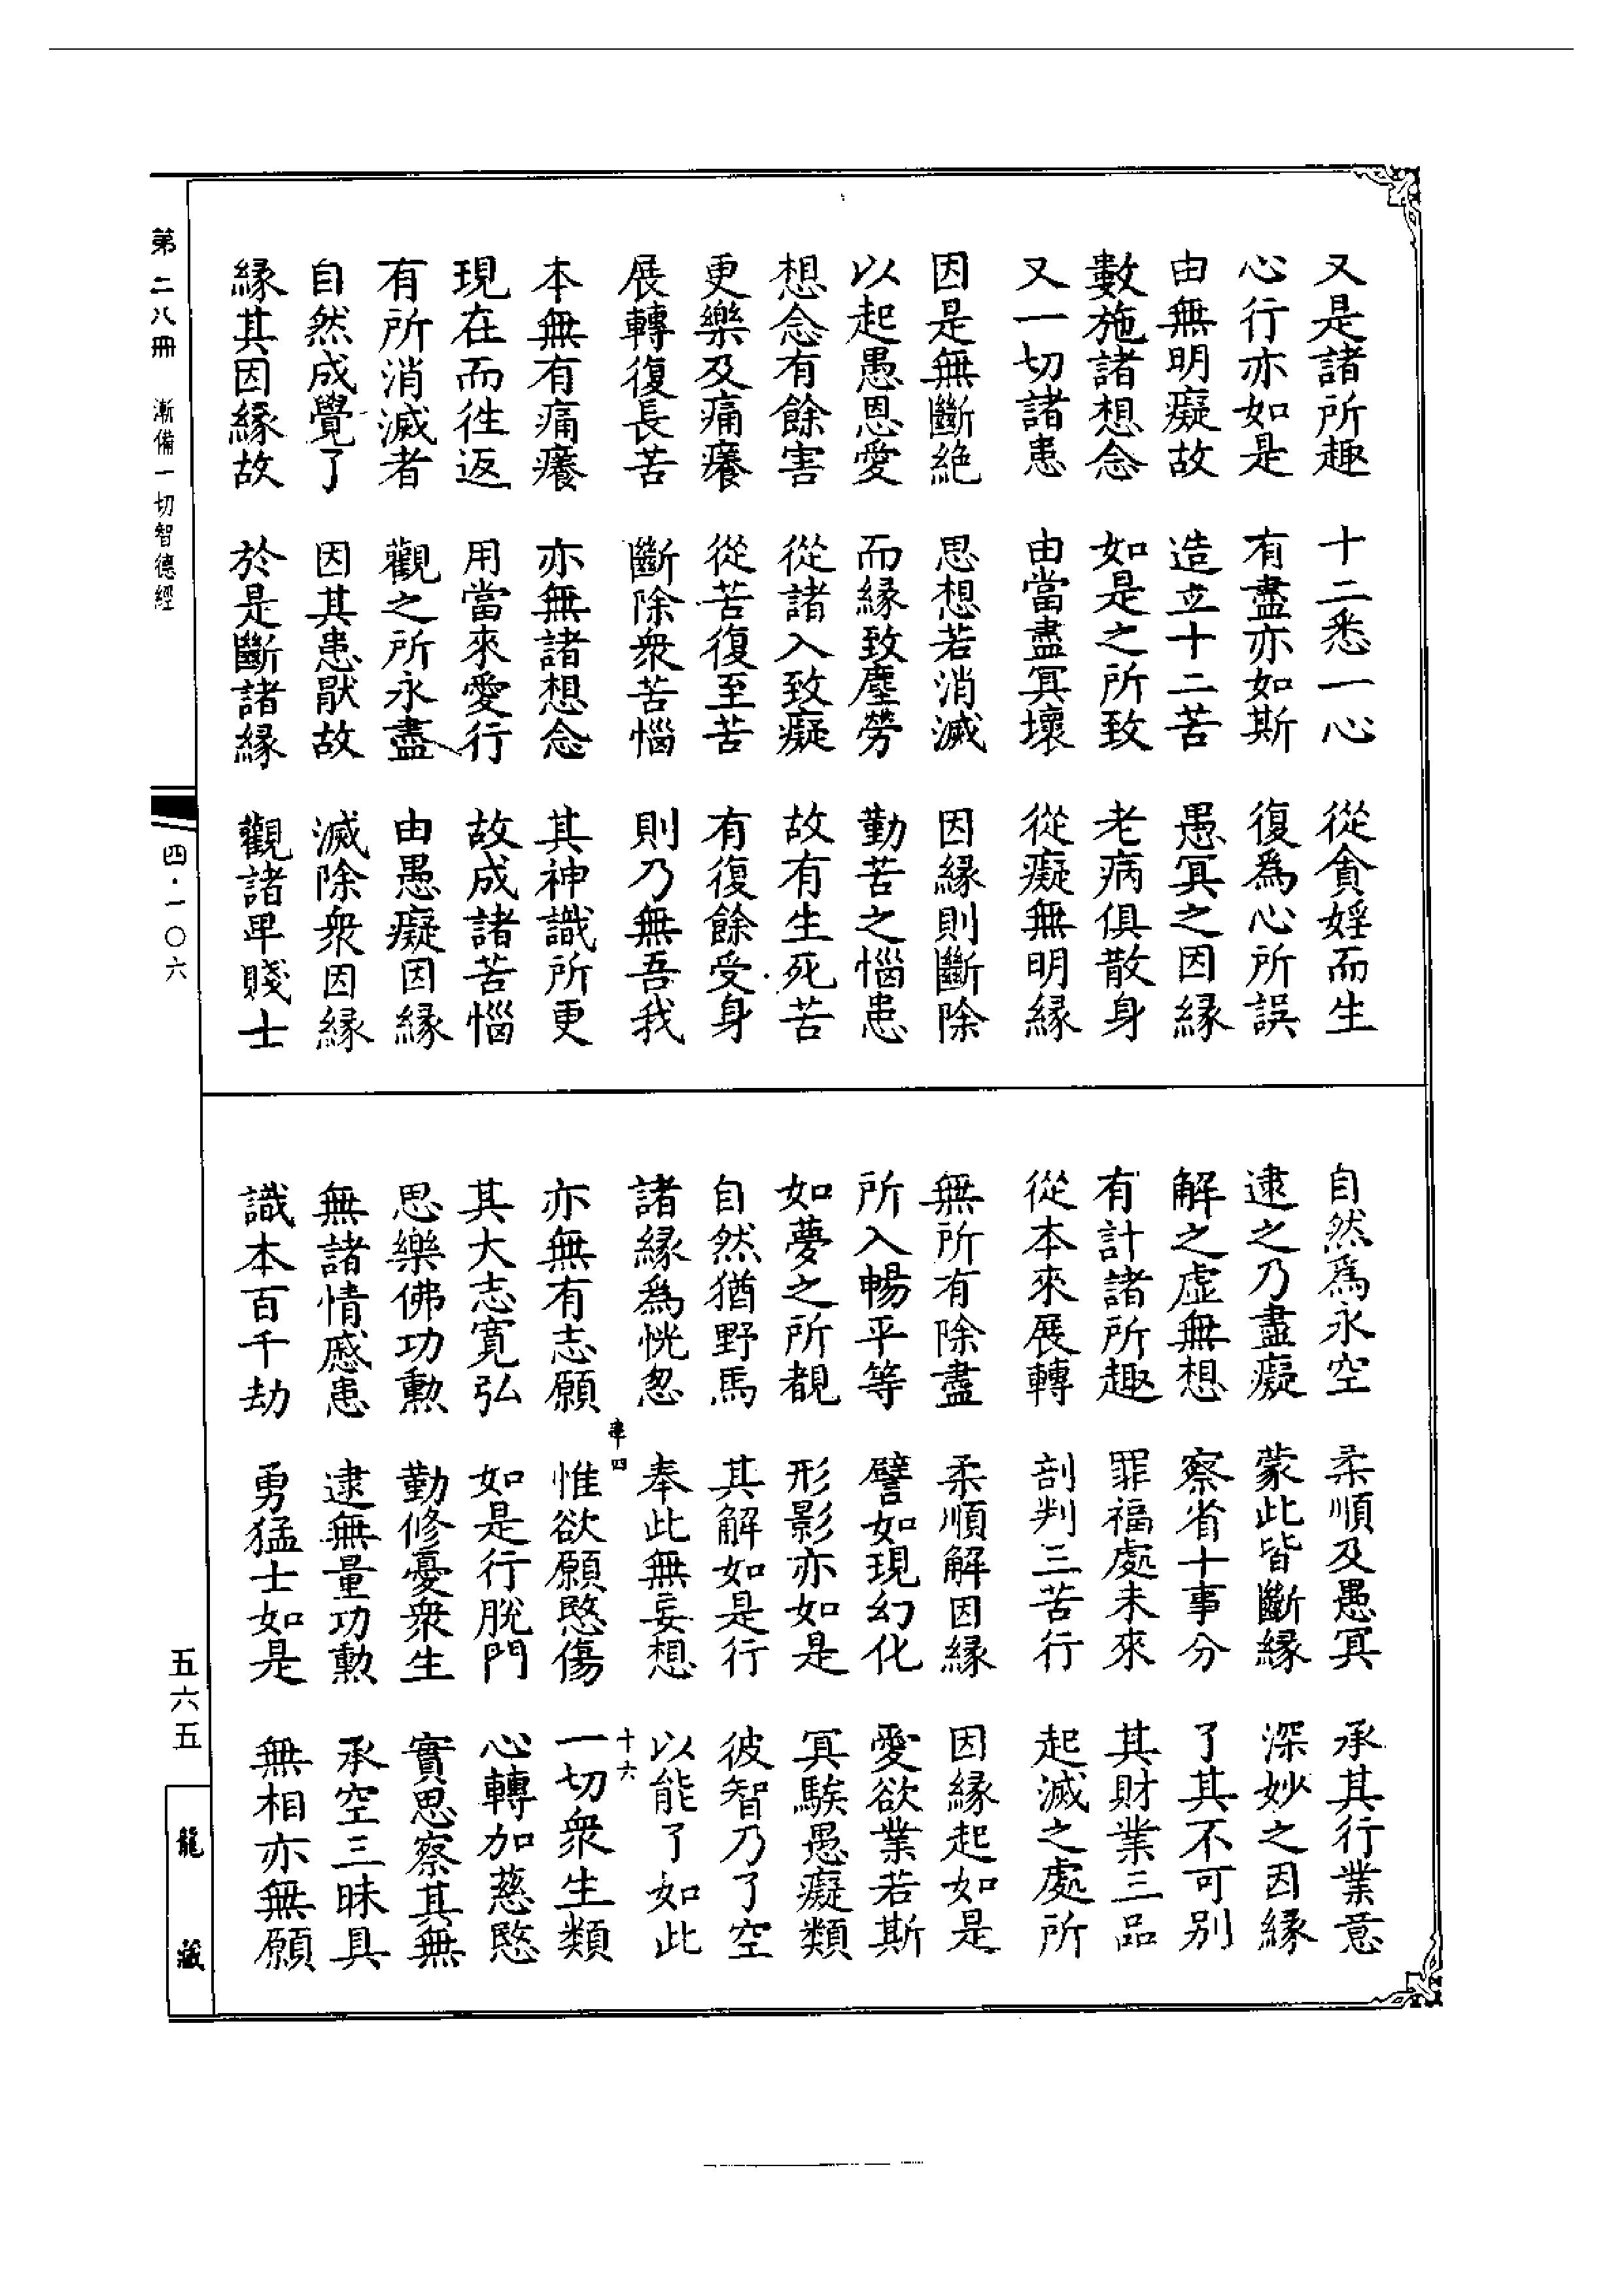 又是諸所趣　十二悉一心　從貪婬而生
心行亦如是　有盡亦如斯　復爲心所誤
由無明癡故　造立十二苦　愚冥之因縁
數施諸想念　如是之所致　老病俱散身
又一切諸恚　由當盡冥壞　從癡無明縁
因是無斷絶　思想若消滅　因縁則斷除
以起愚恩愛　而縁致塵勞　勤苦之惱患
想念有餘害　從諸入致癡　故有生死苦
更樂及痛癢　從苦復至苦　有復餘受身
展轉復長苦　斷除衆苦惱　則乃無吾我
本無有痛癢　亦無諸想念　其神識所更
現在而徃返　用當來愛行　故成諸苦惱
有所消滅者　觀之所永盡　由愚癡因縁
自然成覺了　因其患猒故　滅除衆因縁
縁其因縁故　於是斷諸縁　觀諸卑賤士
自然爲永空　柔順及愚冥　承其行業意
逮之乃盡癡　蒙此皆斷縁　深妙之因縁
解之虚無想　察省十事分　了其不可別
有計諸所趣　罪福處未來　其財業三品
從本來展轉　剖判三苦行　起滅之處所
無所有除盡　柔順解因縁　因縁起如是
所入暢平等　譬如現幻化　愛欲業若斯
如夢之所覩　形影亦如是　冥騃愚癡類
自然猶野馬　其解如是行　彼智乃了空
諸縁爲恍惚　奉此無妄想　以能了如此
四　十六
亦無有志願　惟欲願愍傷　一切衆生類
其大志寛弘　如是行脫門　心轉加慈愍
思樂佛功勲　勤修憂衆生　實思察其無
無諸情慼患　逮無量功勲　承空三昧具
識本百千劫　勇猛士如是　無相亦無願
第二八冊　漸備一切智德經
四·一〇六
五六五
龍藏